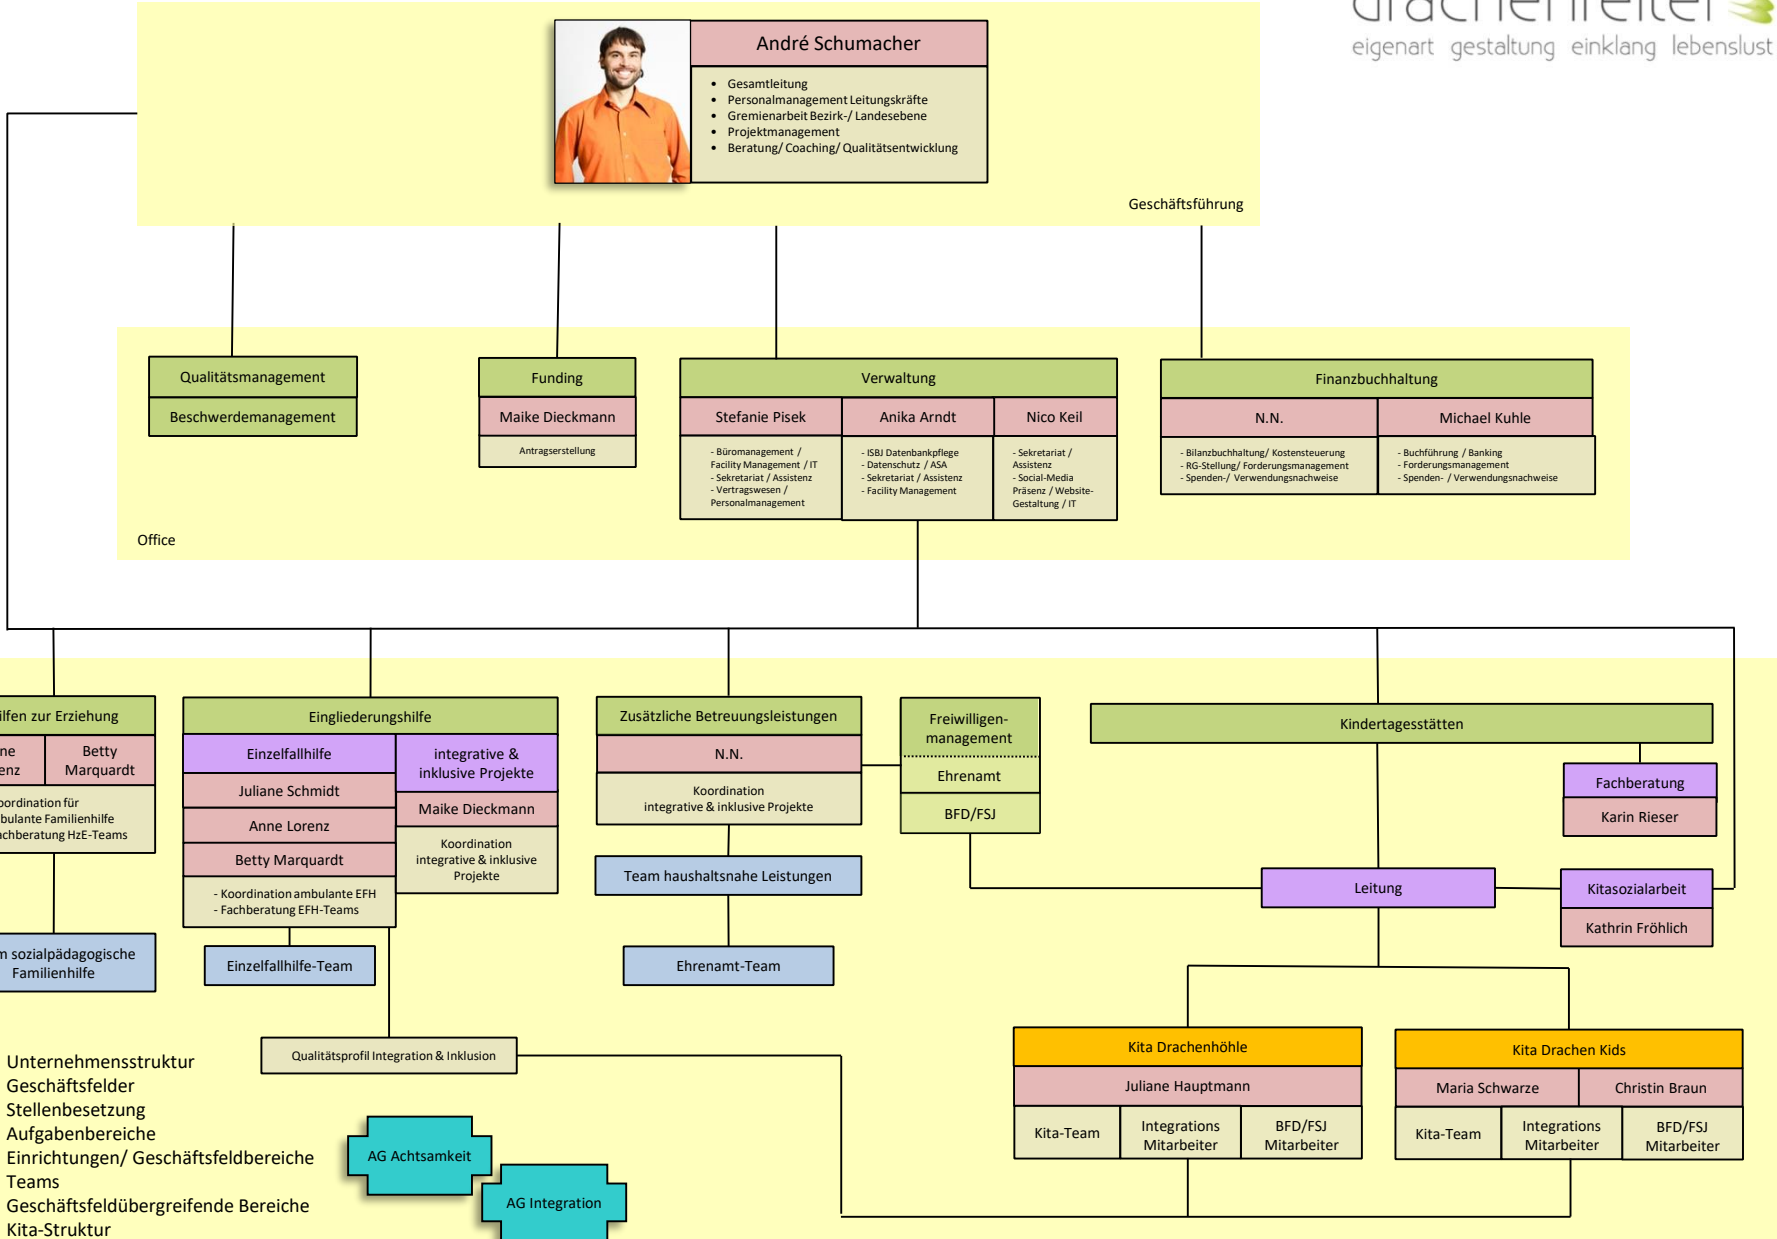 drachenreiter
eigenart gestaltung einklang lebenslust
André Schumacher
• Gesamtleitung
• Personalmanagement Leitungskräfte
• Gremienarbeit Bezirk-/ Landesebene
• Projektmanagement
• Beratung/ Coaching/ Qualitätsentwicklung
Geschäftsführung
Qualitätsmanagement
Beschwerdemanagement
Funding
Maike Dieckmann
Antragserstellung
Verwaltung
Stefanie Pisek
- Büromanagement /
Facility Management / IT
- Sekretariat / Assistenz
- Vertragswesen /
Personalmanagement
Anika Arndt
- ISBJ Datenbankpflege
- Datenschutz / ASA
- Sekretariat / Assistenz
- Facility Management
Nico Keil
- Sekretariat /
Assistenz
- Social-Media
Präsenz / Website-
Gestaltung / IT
Finanzbuchhaltung
N.N.
- Bilanzbuchhaltung/ Kostensteuerung
- RG-Stellung/ Forderungsmanagement
- Spenden-/ Verwendungsnachweise
Michael Kuhle
- Buchführung / Banking
- Forderungsmanagement
- Spenden- / Verwendungsnachweise
Office
ilfen zur Erziehung
ne
enz
Betty
Marquardt
oordination für
bulante Familienhilfe
achberatung HzE-Teams
m sozialpädagogische
Familienhilfe
Eingliederungshilfe
Einzelfallhilfe
Juliane Schmidt
Anne Lorenz
Betty Marquardt
- Koordination ambulante EFH
- Fachberatung EFH-Teams
integrative &
inklusive Projekte
Maike Dieckmann
Koordination
integrative & inklusive
Projekte
Einzelfallhilfe-Team
Zusätzliche Betreuungsleistungen
N.N.
Koordination
integrative & inklusive Projekte
Team haushaltsnahe Leistungen
Ehrenamt-Team
Freiwilligen-
management
Ehrenamt
BFD/FSJ
Kindertagesstätten
Fachberatung
Karin Rieser
Leitung
Kitasozialarbeit
Kathrin Fröhlich
Qualitätsprofil Integration & Inklusion
Kita Drachenhöhle
Juliane Hauptmann
Kita-Team
Integrations
Mitarbeiter
BFD/FSJ
Mitarbeiter
Kita Drachen Kids
Maria Schwarze
Christin Braun
Kita-Team
Integrations
Mitarbeiter
BFD/FSJ
Mitarbeiter
Unternehmensstruktur
Geschäftsfelder
Stellenbesetzung
Aufgabenbereiche
Einrichtungen/ Geschäftsfeldbereiche
Teams
Geschäftsfeldübergreifende Bereiche
Kita-Struktur
AG Achtsamkeit
AG Integration